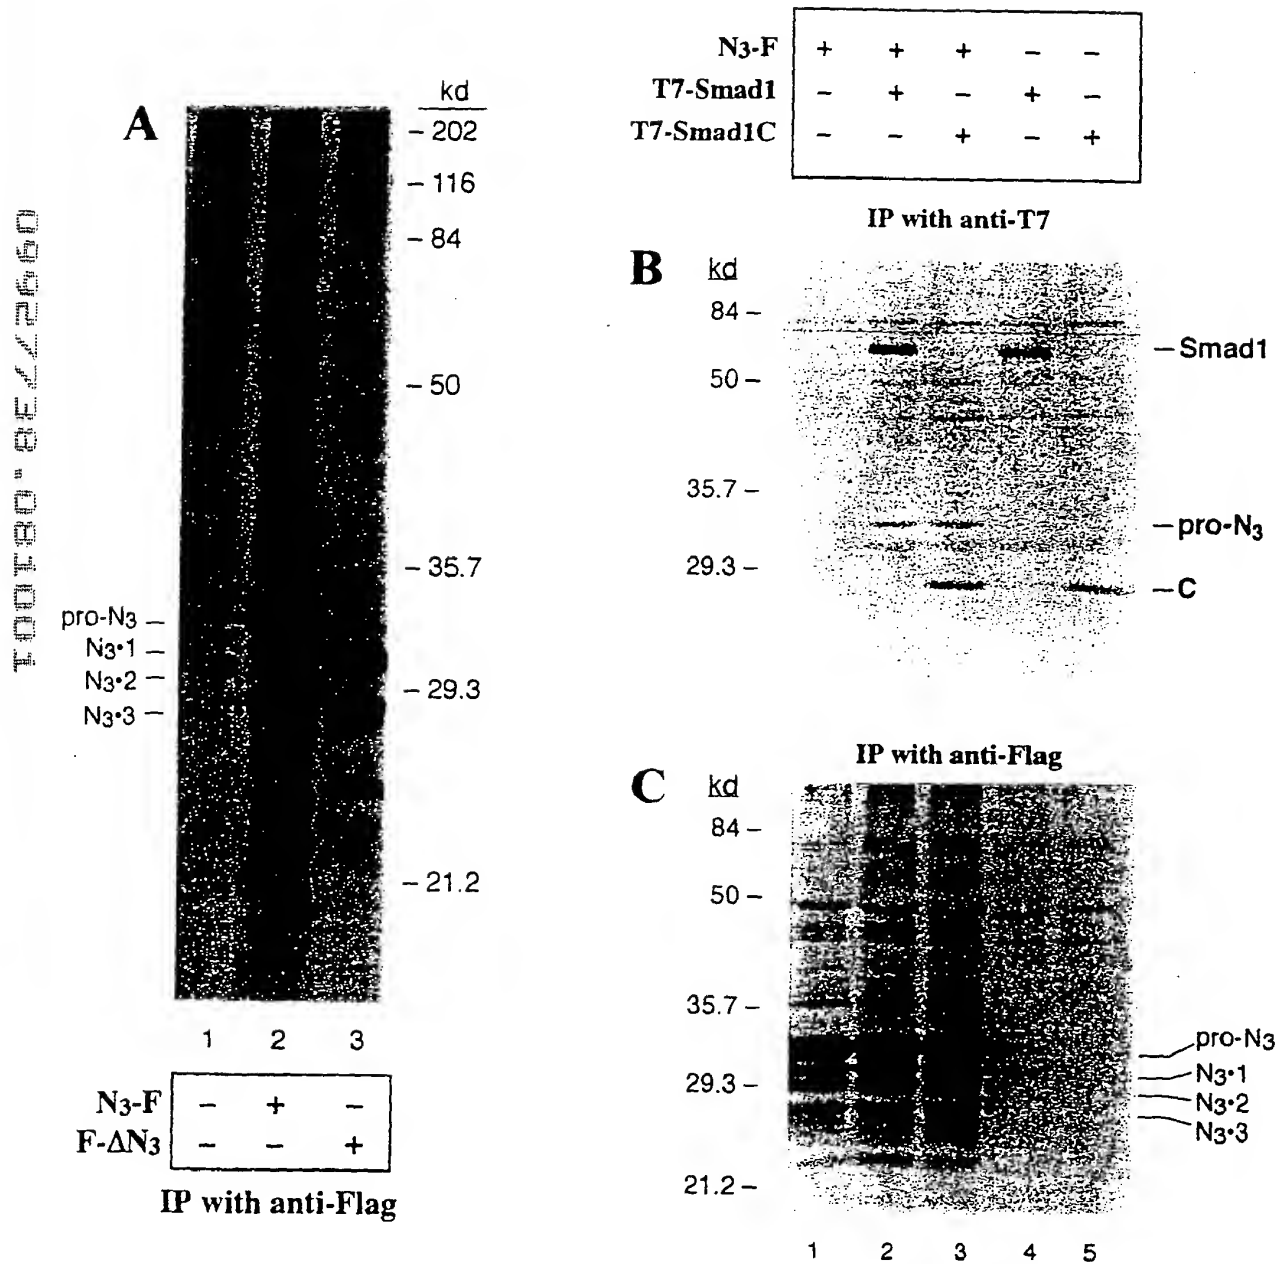 09927738.081001
A
kd
202
116
84
50
35.7
29.3
21.2
pro-N3
N3•1
N3•2
N3•3
1 2 3
N3-F – + –
F-ΔN3 – – +
IP with anti-Flag
N3-F + + + – –
T7-Smad1 – + – + –
T7-Smad1C – – + – +
IP with anti-T7
B
kd
84
50
35.7
29.3
Smad1
pro-N3
C
IP with anti-Flag
C
kd
84
50
35.7
29.3
21.2
pro-N3
N3•1
N3•2
N3•3
1 2 3 4 5